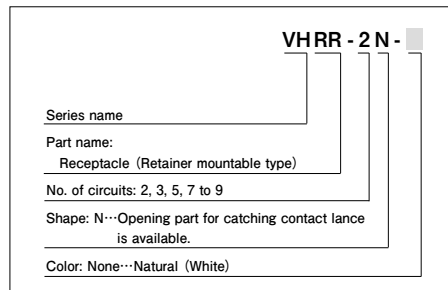 VHRR - 2 N -
Series name
Part name:
Receptacle (Retainer mountable type)
No. of circuits: 2, 3, 5, 7 to 9
Shape: N…Opening part for catching contact lance
is available.
Color: None…Natural (White)